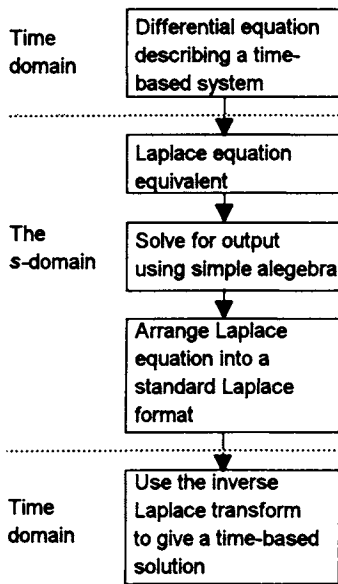 Time
domain
Differential equation
describing a time-
based system
Laplace equation
equivalent
The
s-domain
Solve for output
using simple alegebra
Arrange Laplace
equation into a
standard Laplace
format
Time
domain
Use the inverse
Laplace transform
to give a time-based
solution